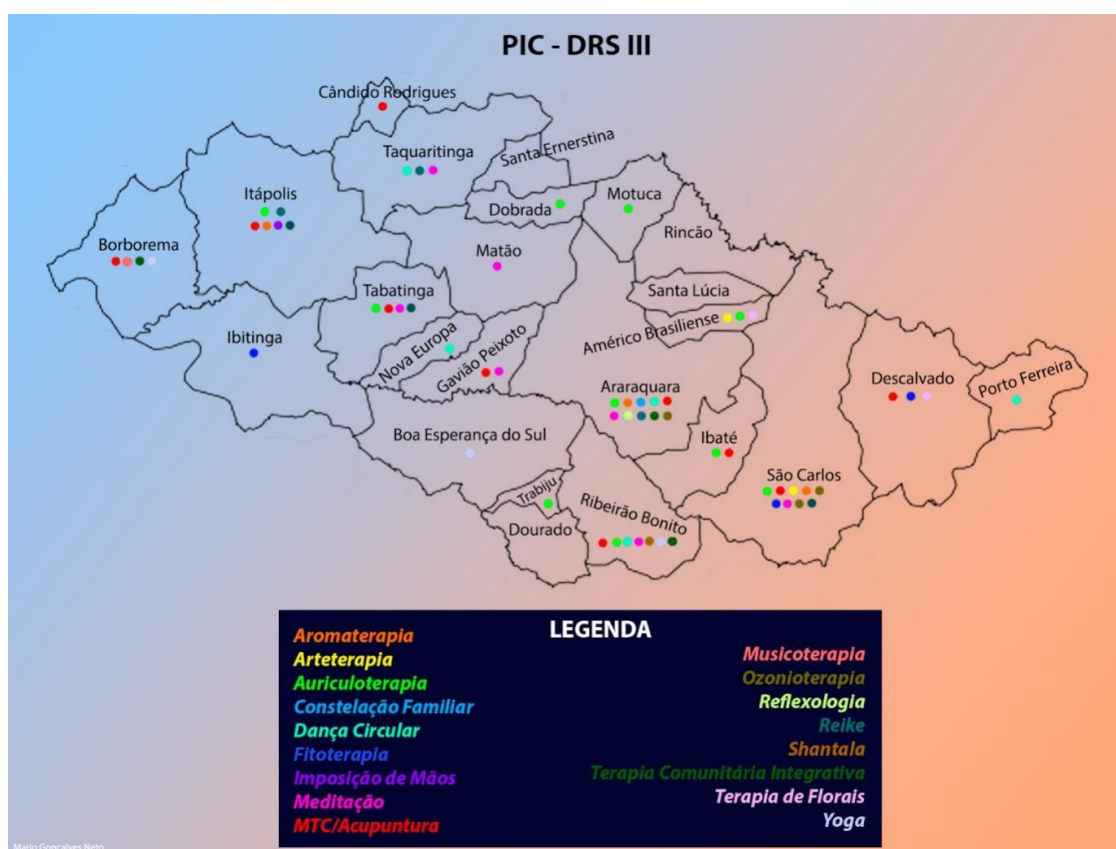 PIC - DRS III
Cândido Rodrigues
Taquaritinga
Santa Ernerstina
Itápolis
Dobrada
Motuca
Borborema
Matão
Rincão
Tabatinga
Santa Lúcia
Américo Brasiliense
Ibitinga
Nova Europa
Gavião Peixoto
Araraquara
Descalvado
Porto Ferreira
Boa Esperança do Sul
Ibaté
São Carlos
Trabiju
Ribeirão Bonito
Dourado
LEGENDA
Aromaterapia
Arteterapia
Auriculoterapia
Constelação Familiar
Dança Circular
Fitoterapia
Imposição de Mãos
Meditação
MTC/Acupuntura
Musicoterapia
Ozonioterapia
Reflexologia
Reike
Shantala
Terapia Comunitária Integrativa
Terapia de Florais
Yoga
Mario Gonçalves Neto